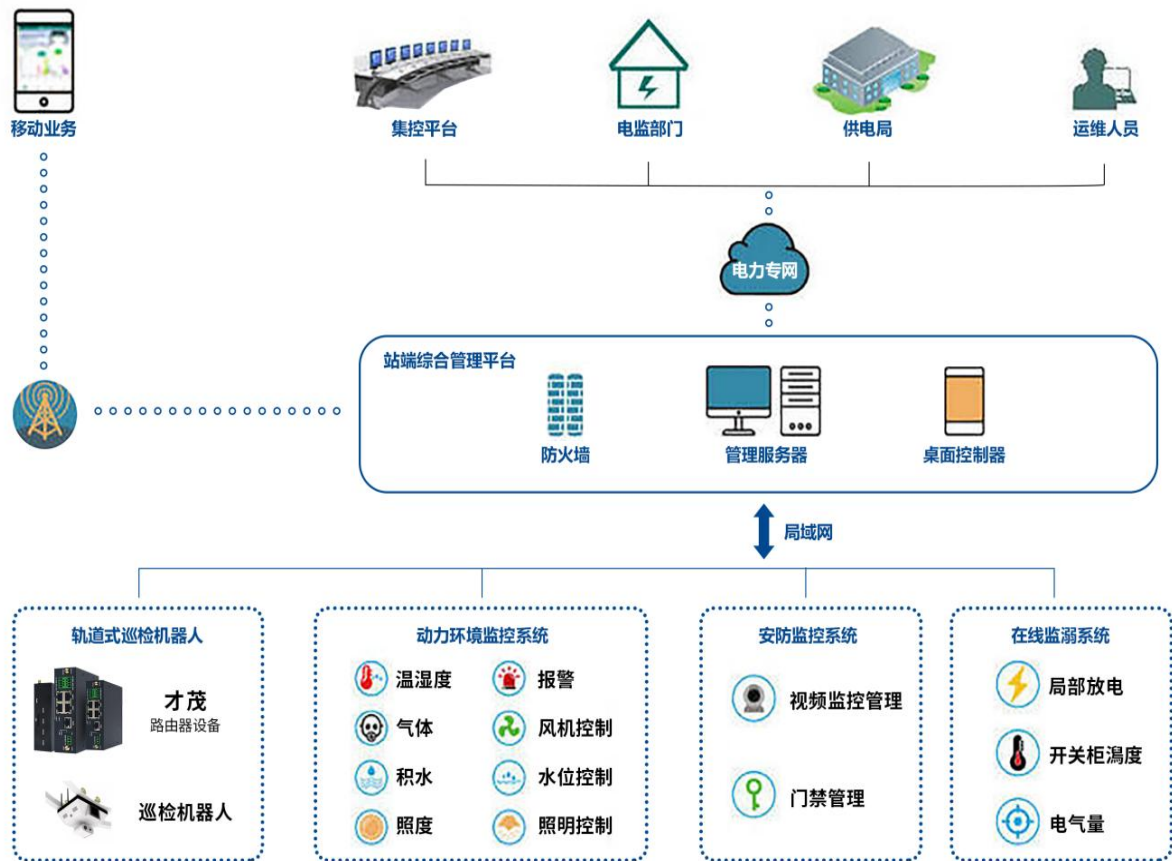 移动业务
集控平台
电监部门
供电局
运维人员
电力专网
站端综合管理平台
防火墙
管理服务器
桌面控制器
局域网
轨道式巡检机器人
才茂
路由器设备
巡检机器人
动力环境监控系统
温湿度
报警
气体
风机控制
积水
水位控制
照度
照明控制
安防监控系统
视频监控管理
门禁管理
在线监弱系统
局部放电
开关柜潟度
电气量